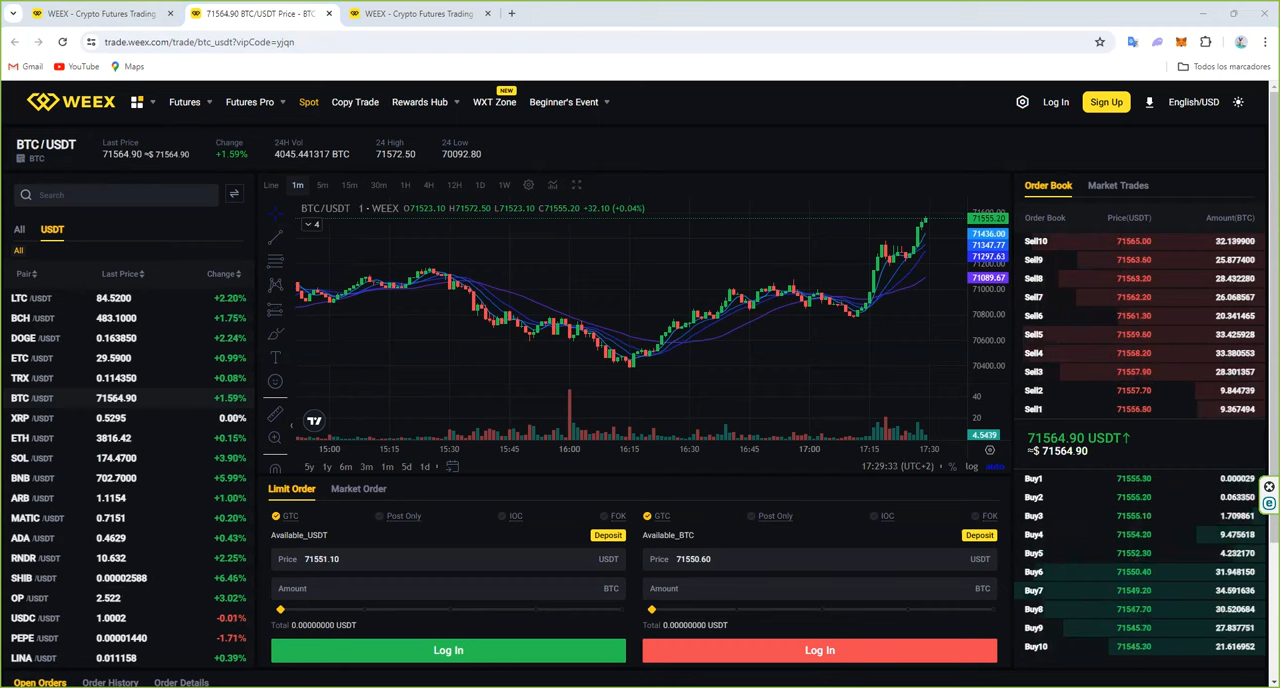 WEEX - Crypto Futures Trading
71564.90 BTC/USDT Price - BTC
WEEX - Crypto Futures Trading
trade.weex.com/trade/btc_usdt?vipCode=yjqn
Gmail YouTube Maps Todos los marcadores
WEEX Futures Futures Pro Spot Copy Trade Rewards Hub WXT Zone NEW Beginner's Event Log In Sign Up English/USD
BTC/USDT
BTC
Last Price
71564.90 ≈$ 71564.90
Change
+1.59%
24H Vol
4045.441317 BTC
24 High
71572.50
24 Low
70092.80
Search
All USDT
All
Pair Last Price Change
LTC /USDT 84.5200 +2.20%
BCH /USDT 483.1000 +1.75%
DOGE /USDT 0.163850 +2.24%
ETC /USDT 29.5900 +0.99%
TRX /USDT 0.114350 +0.08%
BTC /USDT 71564.90 +1.59%
XRP /USDT 0.5295 0.00%
ETH /USDT 3816.42 +0.15%
SOL /USDT 174.4700 +3.90%
BNB /USDT 702.7000 +5.99%
ARB /USDT 1.1154 +1.00%
MATIC /USDT 0.7151 +0.20%
ADA /USDT 0.4629 +0.43%
RNDR /USDT 10.632 +2.25%
SHIB /USDT 0.00002588 +6.46%
OP /USDT 2.522 +3.02%
USDC /USDT 1.0002 -0.01%
PEPE /USDT 0.00001440 -1.71%
LINA /USDT 0.011158 +0.39%
Open Orders Order History Order Details
Line 1m 5m 15m 30m 1H 4H 12H 1D 1W
BTC/USDT · 1 · WEEX O71523.10 H71572.50 L71523.10 C71555.20 +32.10 (+0.04%)
4
71555.20
71436.00
71347.77
71297.63
71200.00
71089.67
71000.00
70800.00
70600.00
70400.00
40
20
4.5439
15:00 15:15 15:30 15:45 16:00 16:15 16:30 16:45 17:00 17:15 17:30
5y 1y 6m 3m 1m 5d 1d 17:29:33 (UTC+2) % log auto
Limit Order Market Order
GTC Post Only IOC FOK
Available_USDT Deposit
Price 71551.10 USDT
Amount BTC
Total 0.00000000 USDT
Log In
GTC Post Only IOC FOK
Available_BTC Deposit
Price 71550.60 USDT
Amount BTC
Total 0.00000000 USDT
Log In
Order Book Market Trades
Order Book Price(USDT) Amount(BTC)
Sell10 71565.00 32.139900
Sell9 71563.60 25.877400
Sell8 71563.20 28.432280
Sell7 71562.20 26.068567
Sell6 71561.30 20.341465
Sell5 71559.60 33.425928
Sell4 71568.20 33.380553
Sell3 71557.90 28.301357
Sell2 71557.70 9.844739
Sell1 71556.80 9.367494
71564.90 USDT↑
≈$ 71564.90
Buy1 71555.30 0.000029
Buy2 71555.20 0.063350
Buy3 71555.10 1.709861
Buy4 71554.20 9.475618
Buy5 71552.30 4.232170
Buy6 71550.40 31.948150
Buy7 71549.20 34.591636
Buy8 71547.70 30.520684
Buy9 71545.70 27.837751
Buy10 71545.30 21.616952